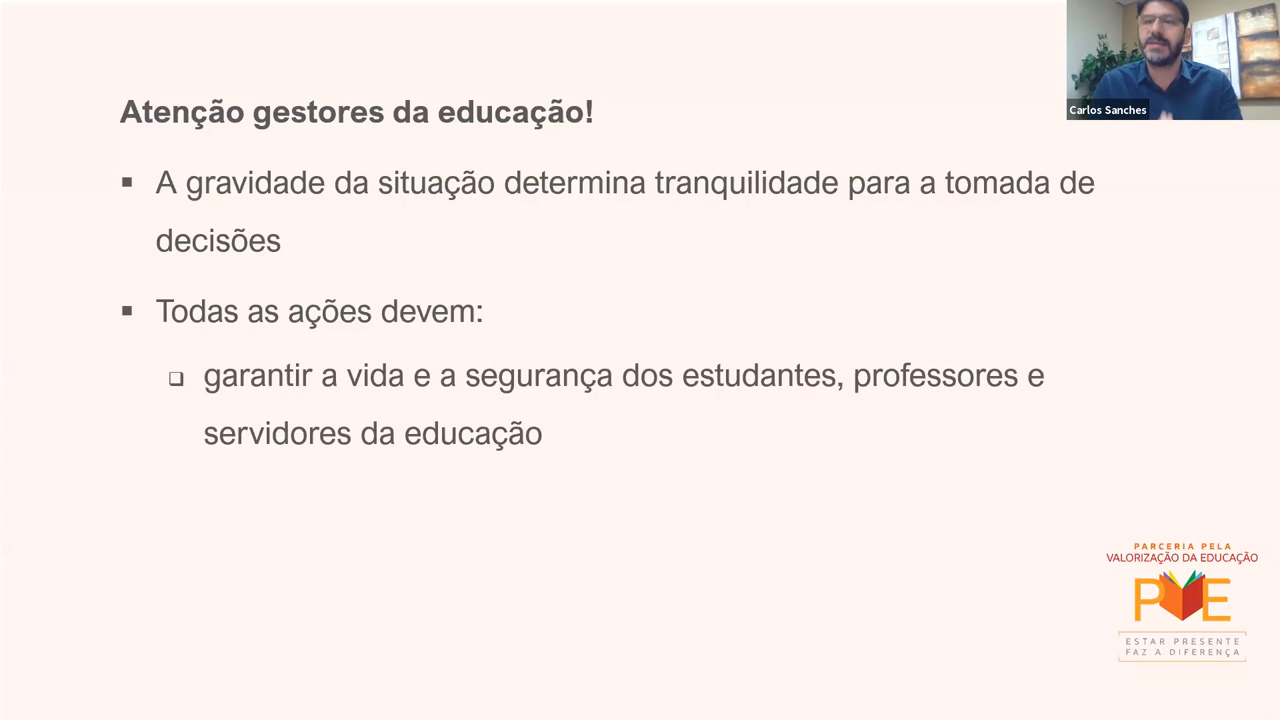 Atenção gestores da educação!
▪ A gravidade da situação determina tranquilidade para a tomada de
decisões
▪ Todas as ações devem:
❑ garantir a vida e a segurança dos estudantes, professores e
servidores da educação
Carlos Sanches
PARCERIA PELA
VALORIZAÇÃO DA EDUCAÇÃO
PVE
ESTAR PRESENTE
FAZ A DIFERENÇA